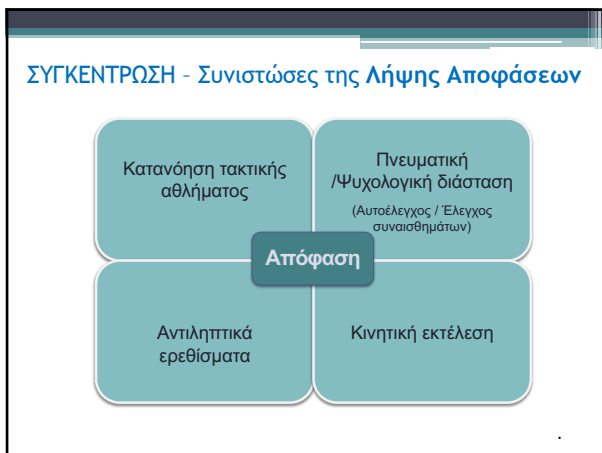 ΣΥΓΚΕΝΤΡΩΣΗ – Συνιστώσες της Λήψης Αποφάσεων
Κατανόηση τακτικής
αθλήματος
Πνευματική
/Ψυχολογική διάσταση
(Αυτοέλεγχος / Έλεγχος
συναισθημάτων)
Απόφαση
Αντιληπτικά
ερεθίσματα
Κινητική εκτέλεση
.